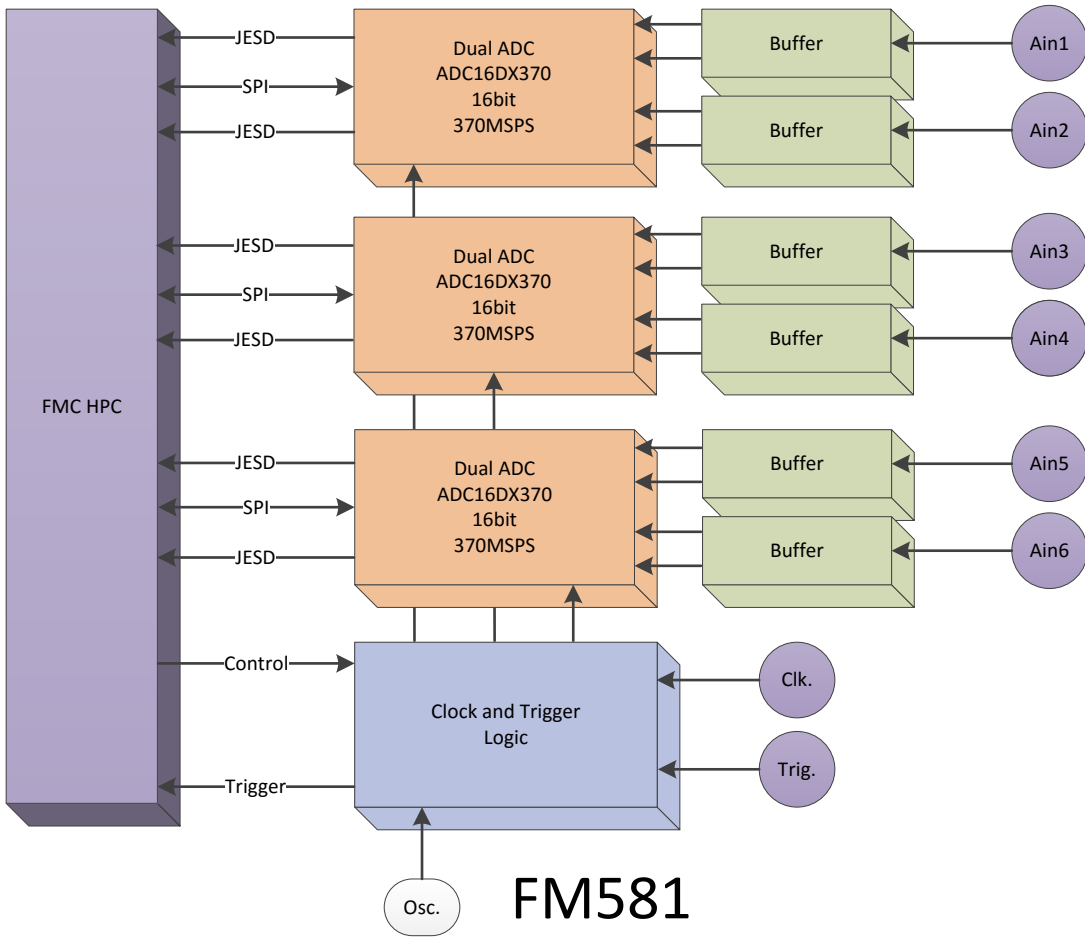 JESD
SPI
JESD
Dual ADC
ADC16DX370
16bit
370MSPS
Buffer
Buffer
Ain1
Ain2
JESD
SPI
JESD
Dual ADC
ADC16DX370
16bit
370MSPS
Buffer
Buffer
Ain3
Ain4
FMC HPC
JESD
SPI
JESD
Dual ADC
ADC16DX370
16bit
370MSPS
Buffer
Buffer
Ain5
Ain6
Control
Trigger
Clock and Trigger
Logic
Clk.
Trig.
Osc.
FM581